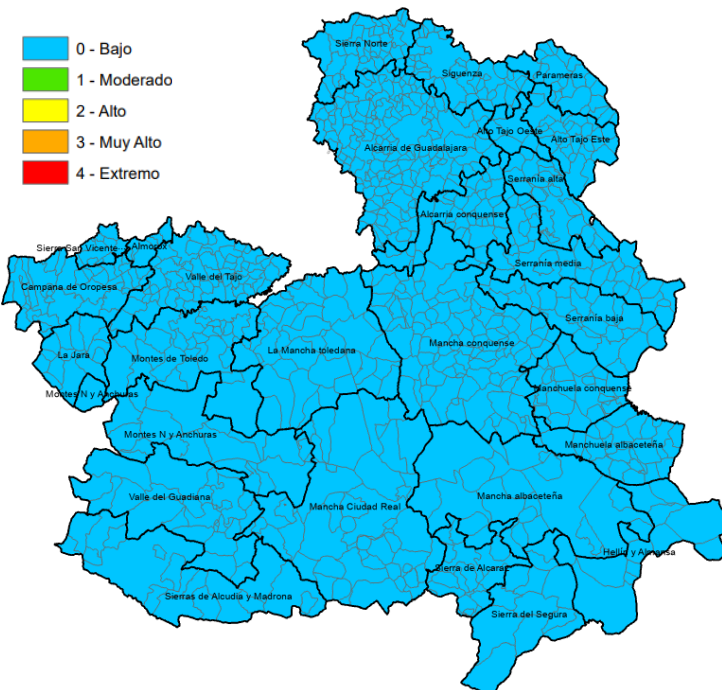 0 - Bajo
1 - Moderado
2 - Alto
3 - Muy Alto
4 - Extremo
Sierra Norte
Siguenza
Parameras
Alto Tajo Oeste
Alto Tajo Este
Alcarria de Guadalajara
Serranía alta
Alcarria conquense
Sierra San Vicente
Almorox
Serranía media
Valle del Tajo
Campana de Oropesa
Serranía baja
Mancha conquense
La Mancha toledana
La Jara
Montes de Toledo
Manchuela conquense
Montes N y Anchuras
Montes N y Anchuras
Manchuela albaceteña
Valle del Guadiana
Mancha albaceteña
Mancha Ciudad Real
Hellín y Almansa
Sierra de Alcaraz
Sierras de Alcudia y Madrona
Sierra del Segura